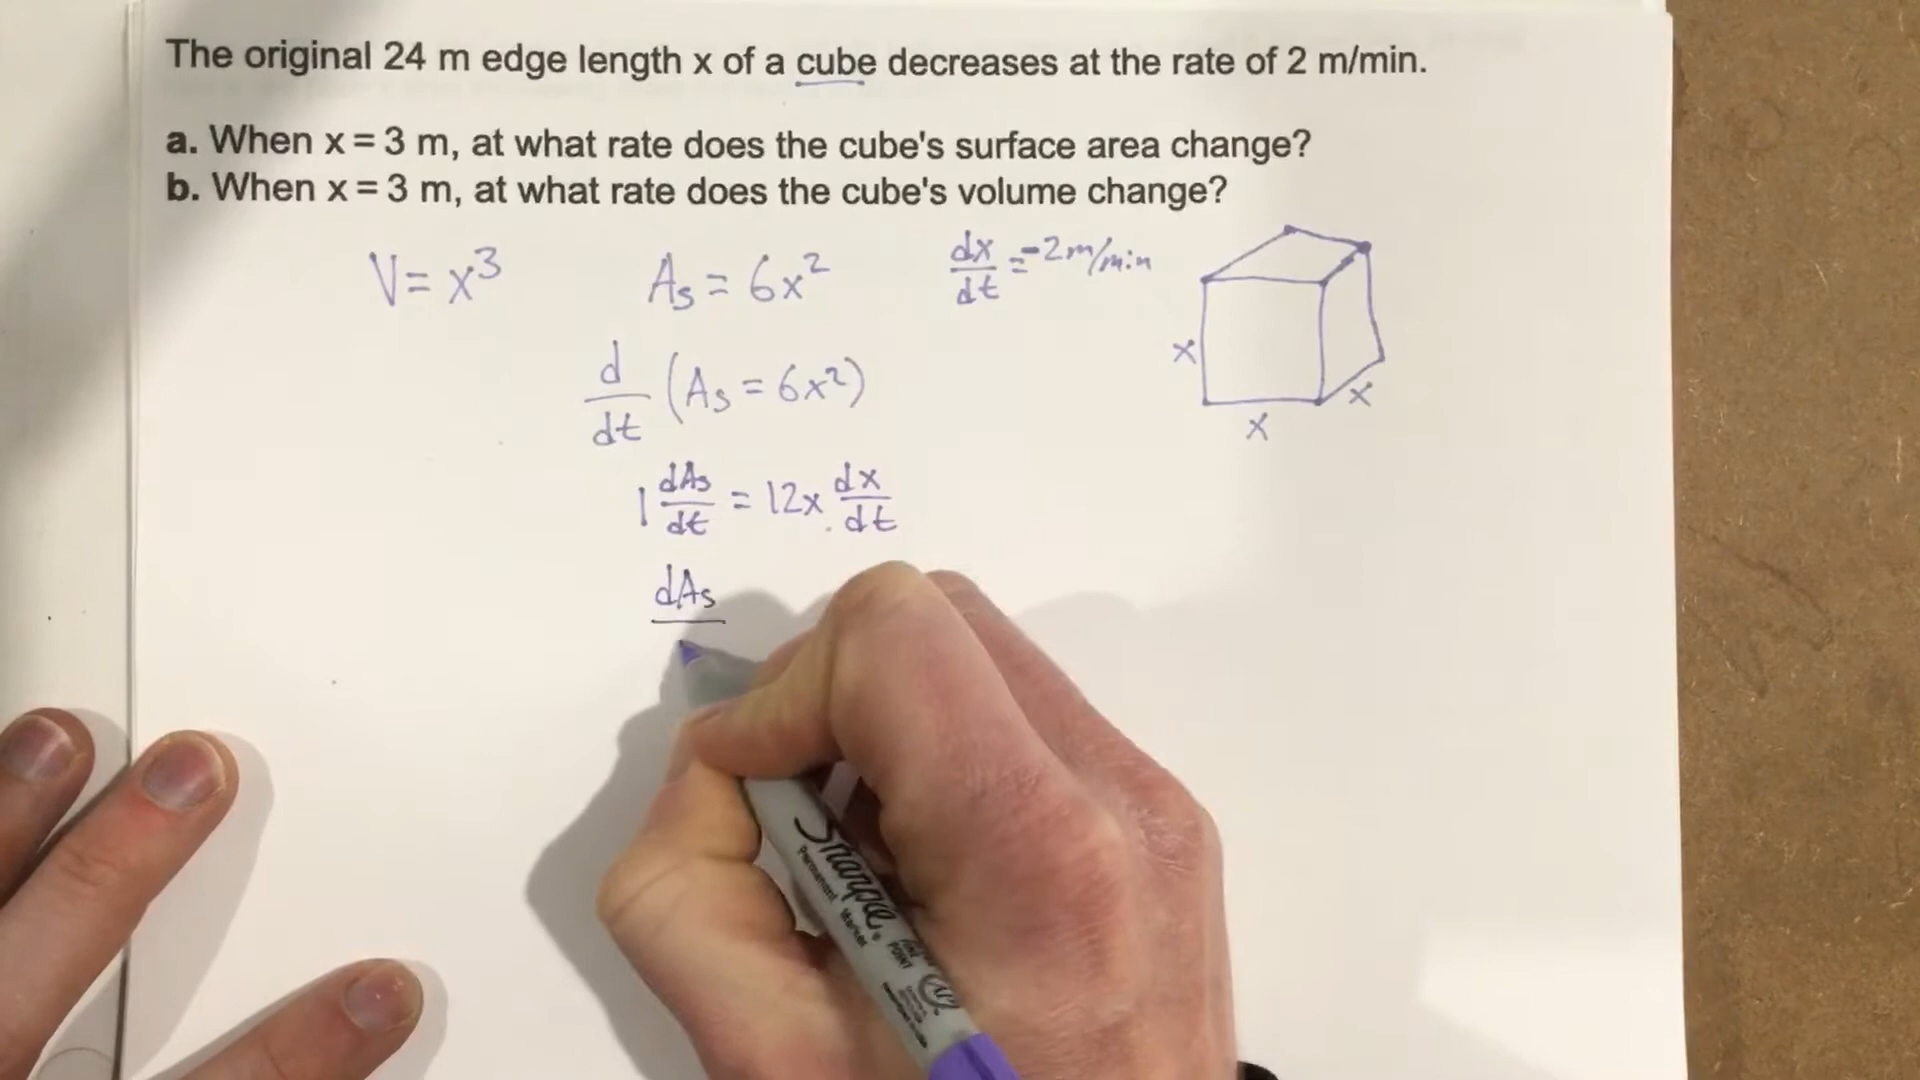 The original 24 m edge length x of a cube decreases at the rate of 2 m/min.
a. When x = 3 m, at what rate does the cube's surface area change?
b. When x = 3 m, at what rate does the cube's volume change?
V = x³
As = 6x²
dx/dt = -2m/min
d/dt (As = 6x²)
x
x
x
1 dAs/dt = 12x dx/dt
dAs
Sharpie
POINT